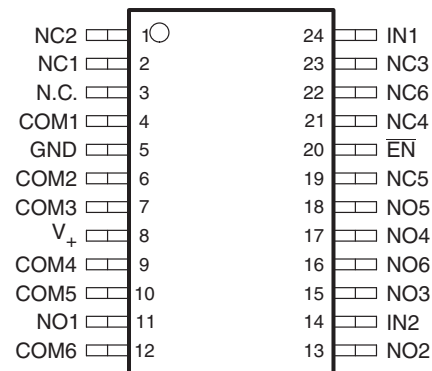 NC2 1 24 IN1
NC1 2 23 NC3
N.C. 3 22 NC6
COM1 4 21 NC4
GND 5 20 E̅N̅
COM2 6 19 NC5
COM3 7 18 NO5
V+ 8 17 NO4
COM4 9 16 NO6
COM5 10 15 NO3
NO1 11 14 IN2
COM6 12 13 NO2